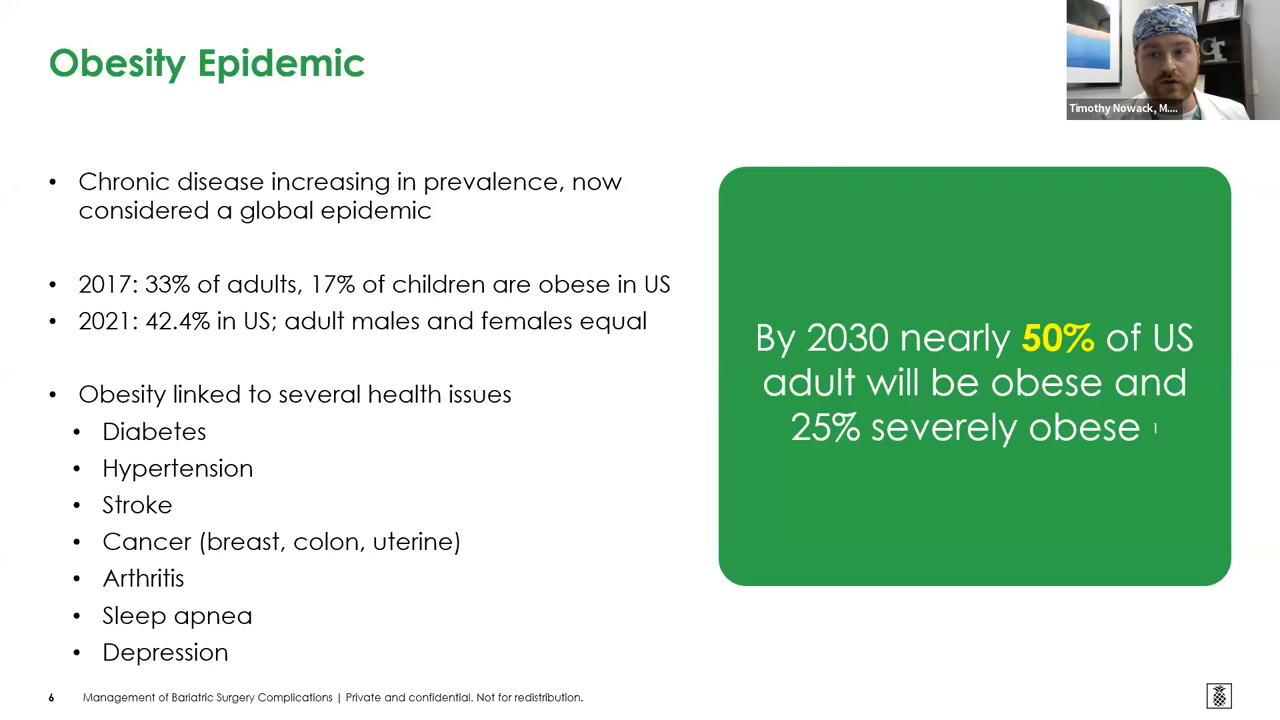 Obesity Epidemic
Timothy Nowack, M....
• Chronic disease increasing in prevalence, now
considered a global epidemic
• 2017: 33% of adults, 17% of children are obese in US
• 2021: 42.4% in US; adult males and females equal
• Obesity linked to several health issues
• Diabetes
• Hypertension
• Stroke
• Cancer (breast, colon, uterine)
• Arthritis
• Sleep apnea
• Depression
By 2030 nearly 50% of US
adult will be obese and
25% severely obese 1
6 Management of Bariatric Surgery Complications | Private and confidential. Not for redistribution.